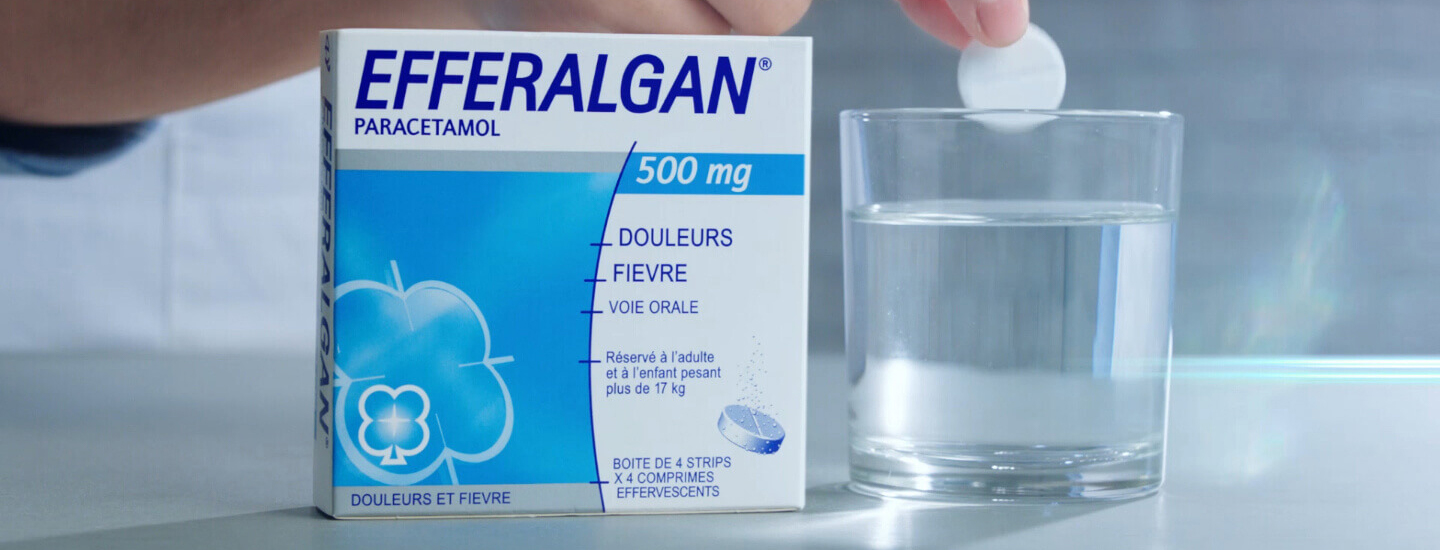 EFFERALGAN®
PARACETAMOL
500 mg
DOULEURS
FIEVRE
VOIE ORALE
Réservé à l'adulte
et à l'enfant pesant
plus de 17 kg
BOITE DE 4 STRIPS
X 4 COMPRIMES
EFFERVESCENTS
DOULEURS ET FIEVRE
EFFERALGAN